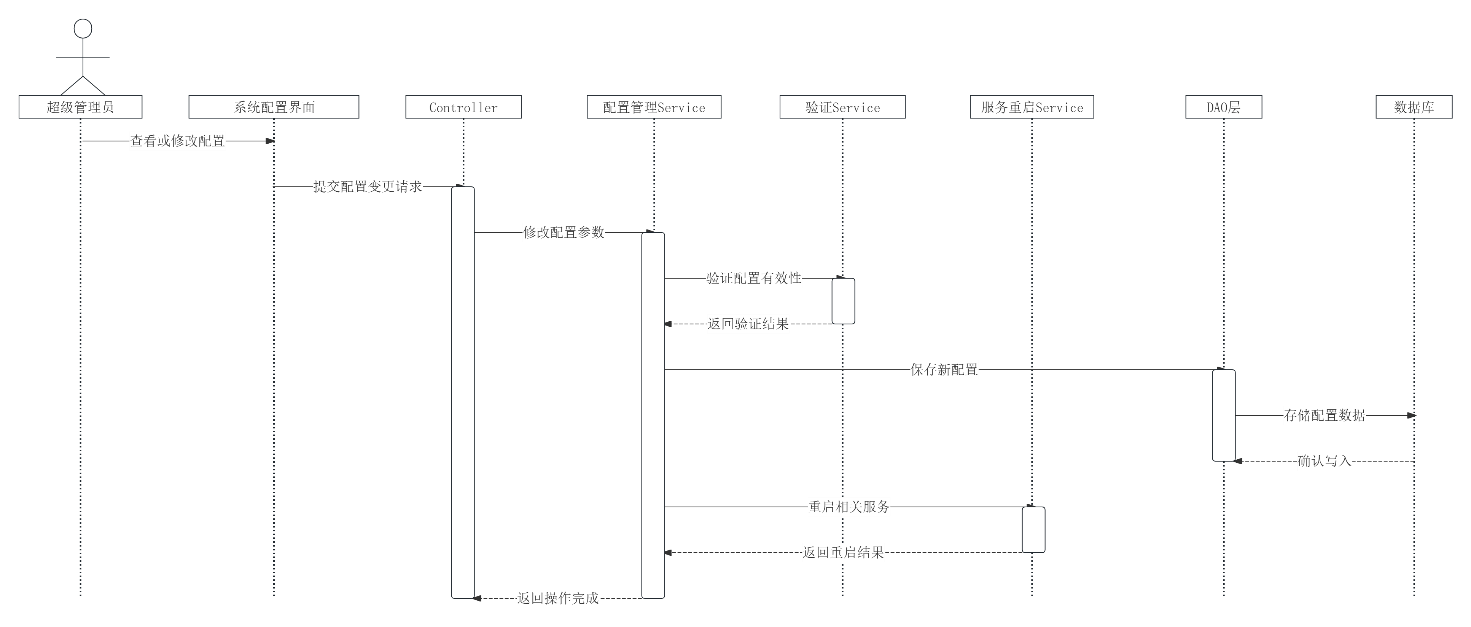 超级管理员
系统配置界面
Controller
配置管理Service
验证Service
服务重启Service
DAO层
数据库
查看或修改配置
提交配置变更请求
修改配置参数
验证配置有效性
返回验证结果
保存新配置
存储配置数据
确认写入
重启相关服务
返回重启结果
返回操作完成